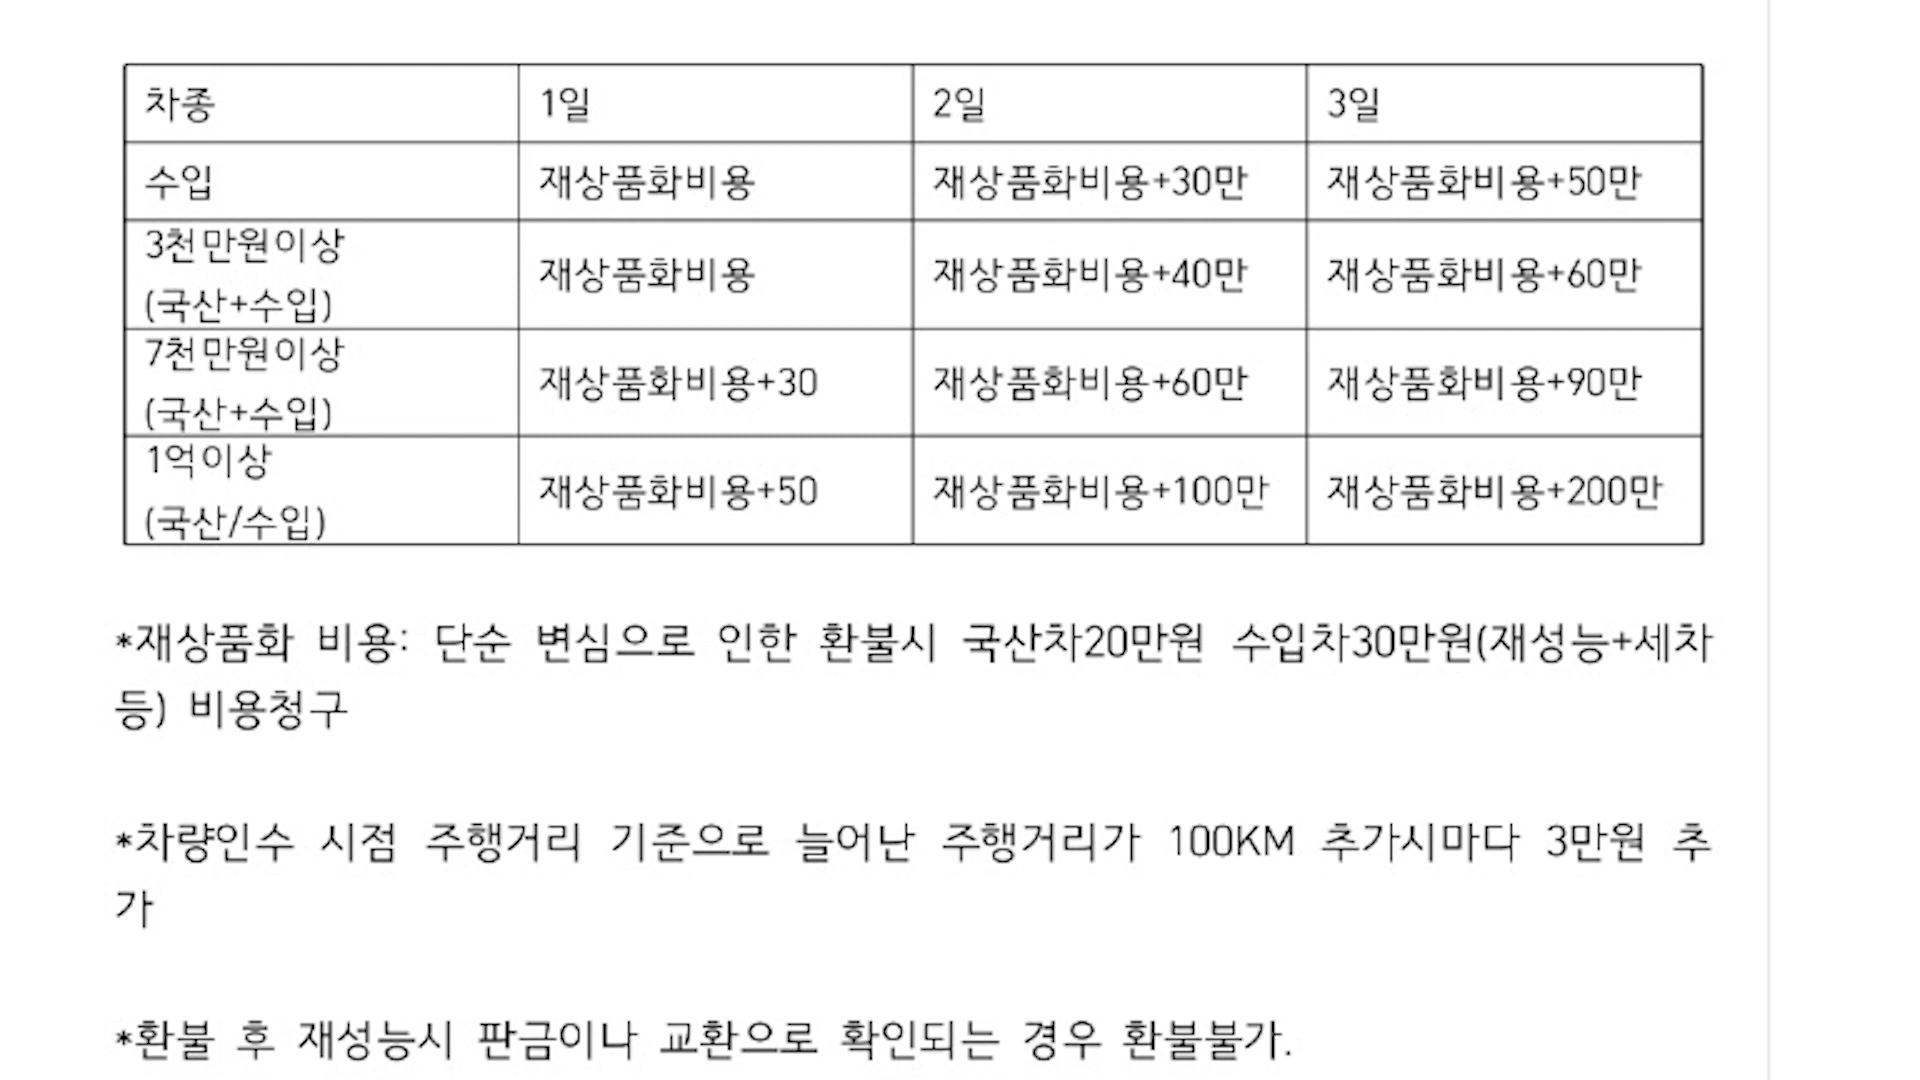 차종 1일 2일 3일
수입 재상품화비용 재상품화비용+30만 재상품화비용+50만
3천만원이상
(국산+수입) 재상품화비용 재상품화비용+40만 재상품화비용+60만
7천만원이상
(국산+수입) 재상품화비용+30 재상품화비용+60만 재상품화비용+90만
1억이상
(국산/수입) 재상품화비용+50 재상품화비용+100만 재상품화비용+200만
*재상품화 비용: 단순 변심으로 인한 환불시 국산차20만원 수입차30만원(재성능+세차
등) 비용청구
*차량인수 시점 주행거리 기준으로 늘어난 주행거리가 100KM 추가시마다 3만원 추
가
*환불 후 재성능시 판금이나 교환으로 확인되는 경우 환불불가.